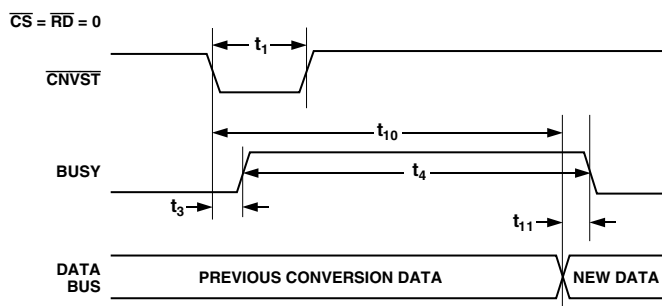 CS = RD = 0
t1
CNVST
t10
BUSY
t4
t3
t11
DATA
BUS
PREVIOUS CONVERSION DATA
NEW DATA